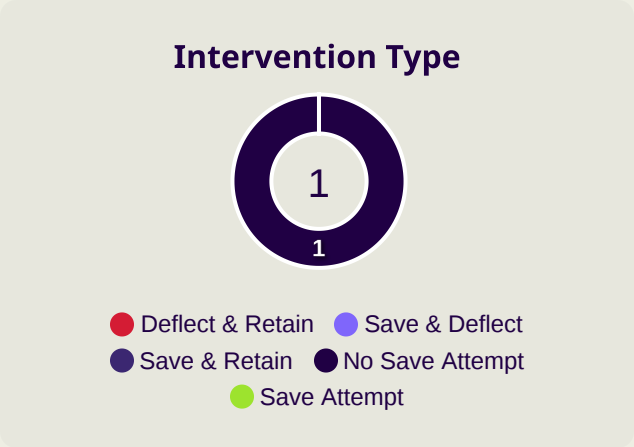 Intervention Type
1
1
Deflect & Retain
Save & Deflect
Save & Retain
No Save Attempt
Save Attempt